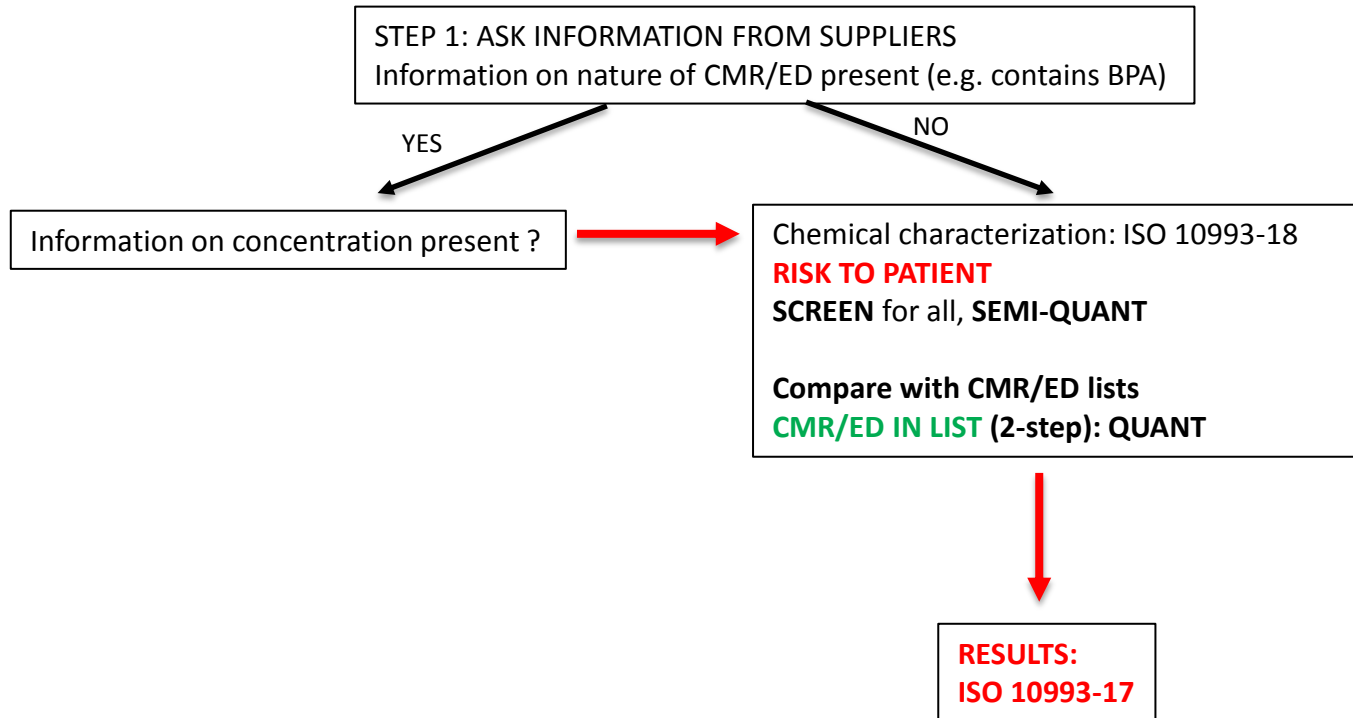 STEP 1: ASK INFORMATION FROM SUPPLIERS
Information on nature of CMR/ED present (e.g. contains BPA)
YES
NO
Information on concentration present ?
Chemical characterization: ISO 10993-18
RISK TO PATIENT
SCREEN for all, SEMI-QUANT
Compare with CMR/ED lists
CMR/ED IN LIST (2-step): QUANT
RESULTS:
ISO 10993-17